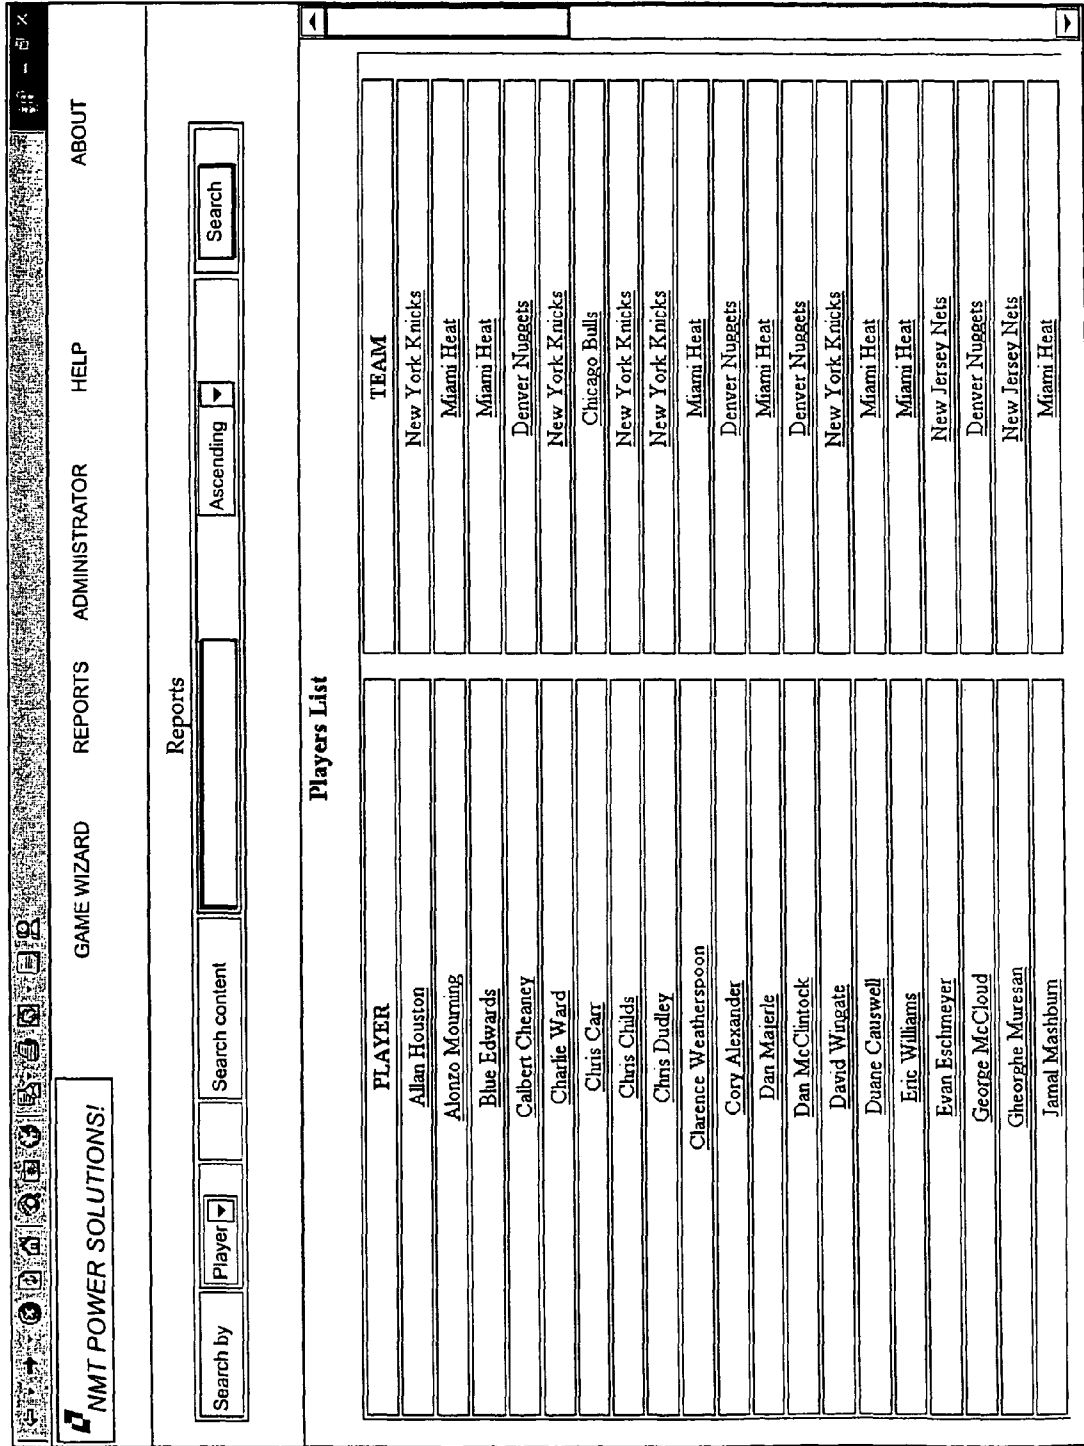 NMT POWER SOLUTIONS!
GAME WIZARD REPORTS ADMINISTRATOR HELP ABOUT
Reports
Search by Player Search content Ascending Search
Players List
PLAYER TEAM
Allan Houston New York Knicks
Alonzo Mourning Miami Heat
Blue Edwards Miami Heat
Calbert Cheaney Denver Nuggets
Charlie Ward New York Knicks
Chris Carr Chicago Bulls
Chris Childs New York Knicks
Chris Dudley New York Knicks
Clarence Weatherspoon Miami Heat
Cory Alexander Denver Nuggets
Dan Majerle Miami Heat
Dan McClintock Denver Nuggets
David Wingate New York Knicks
Duane Causwell Miami Heat
Eric Williams Miami Heat
Evan Eschmeyer New Jersey Nets
George McCloud Denver Nuggets
Gheorghe Muresan New Jersey Nets
Jamal Mashburn Miami Heat